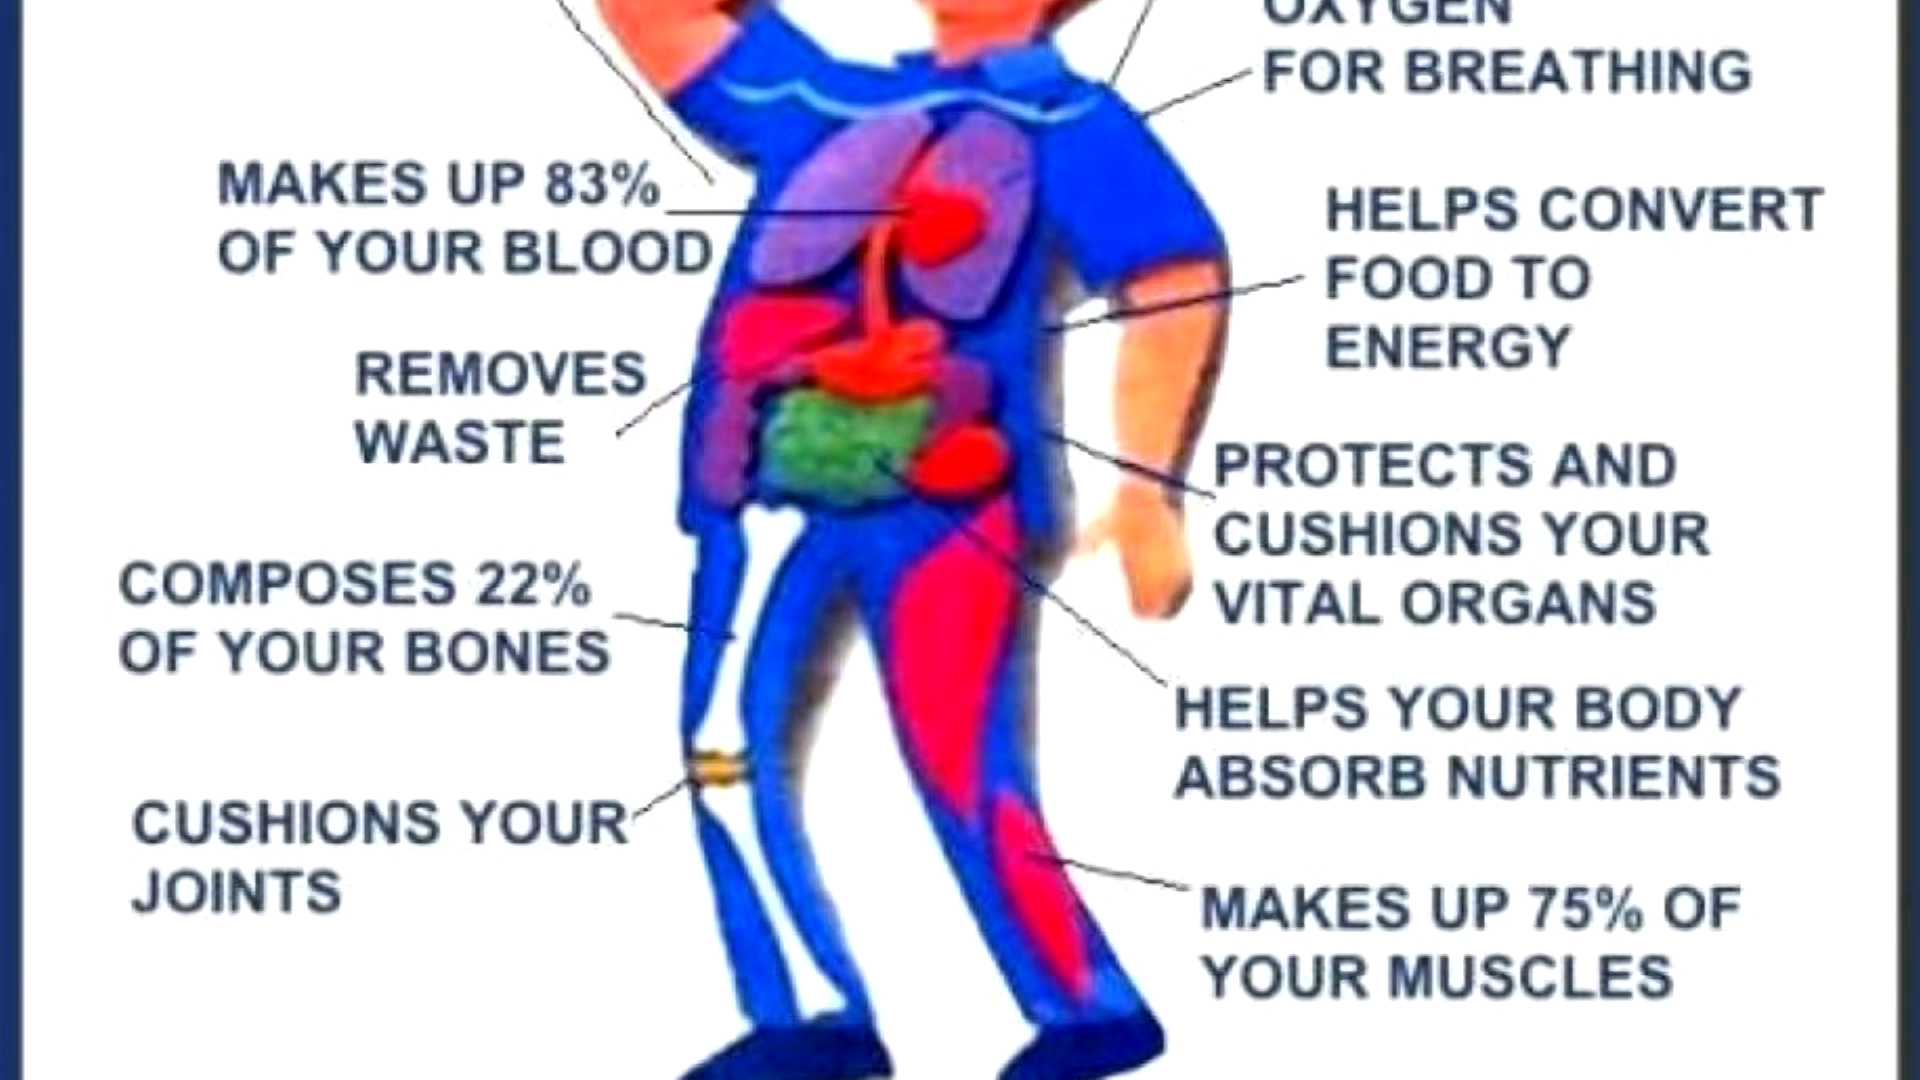 OXYGEN
FOR BREATHING
MAKES UP 83%
OF YOUR BLOOD
HELPS CONVERT
FOOD TO
ENERGY
REMOVES
WASTE
PROTECTS AND
CUSHIONS YOUR
VITAL ORGANS
COMPOSES 22%
OF YOUR BONES
HELPS YOUR BODY
ABSORB NUTRIENTS
CUSHIONS YOUR
JOINTS
MAKES UP 75% OF
YOUR MUSCLES